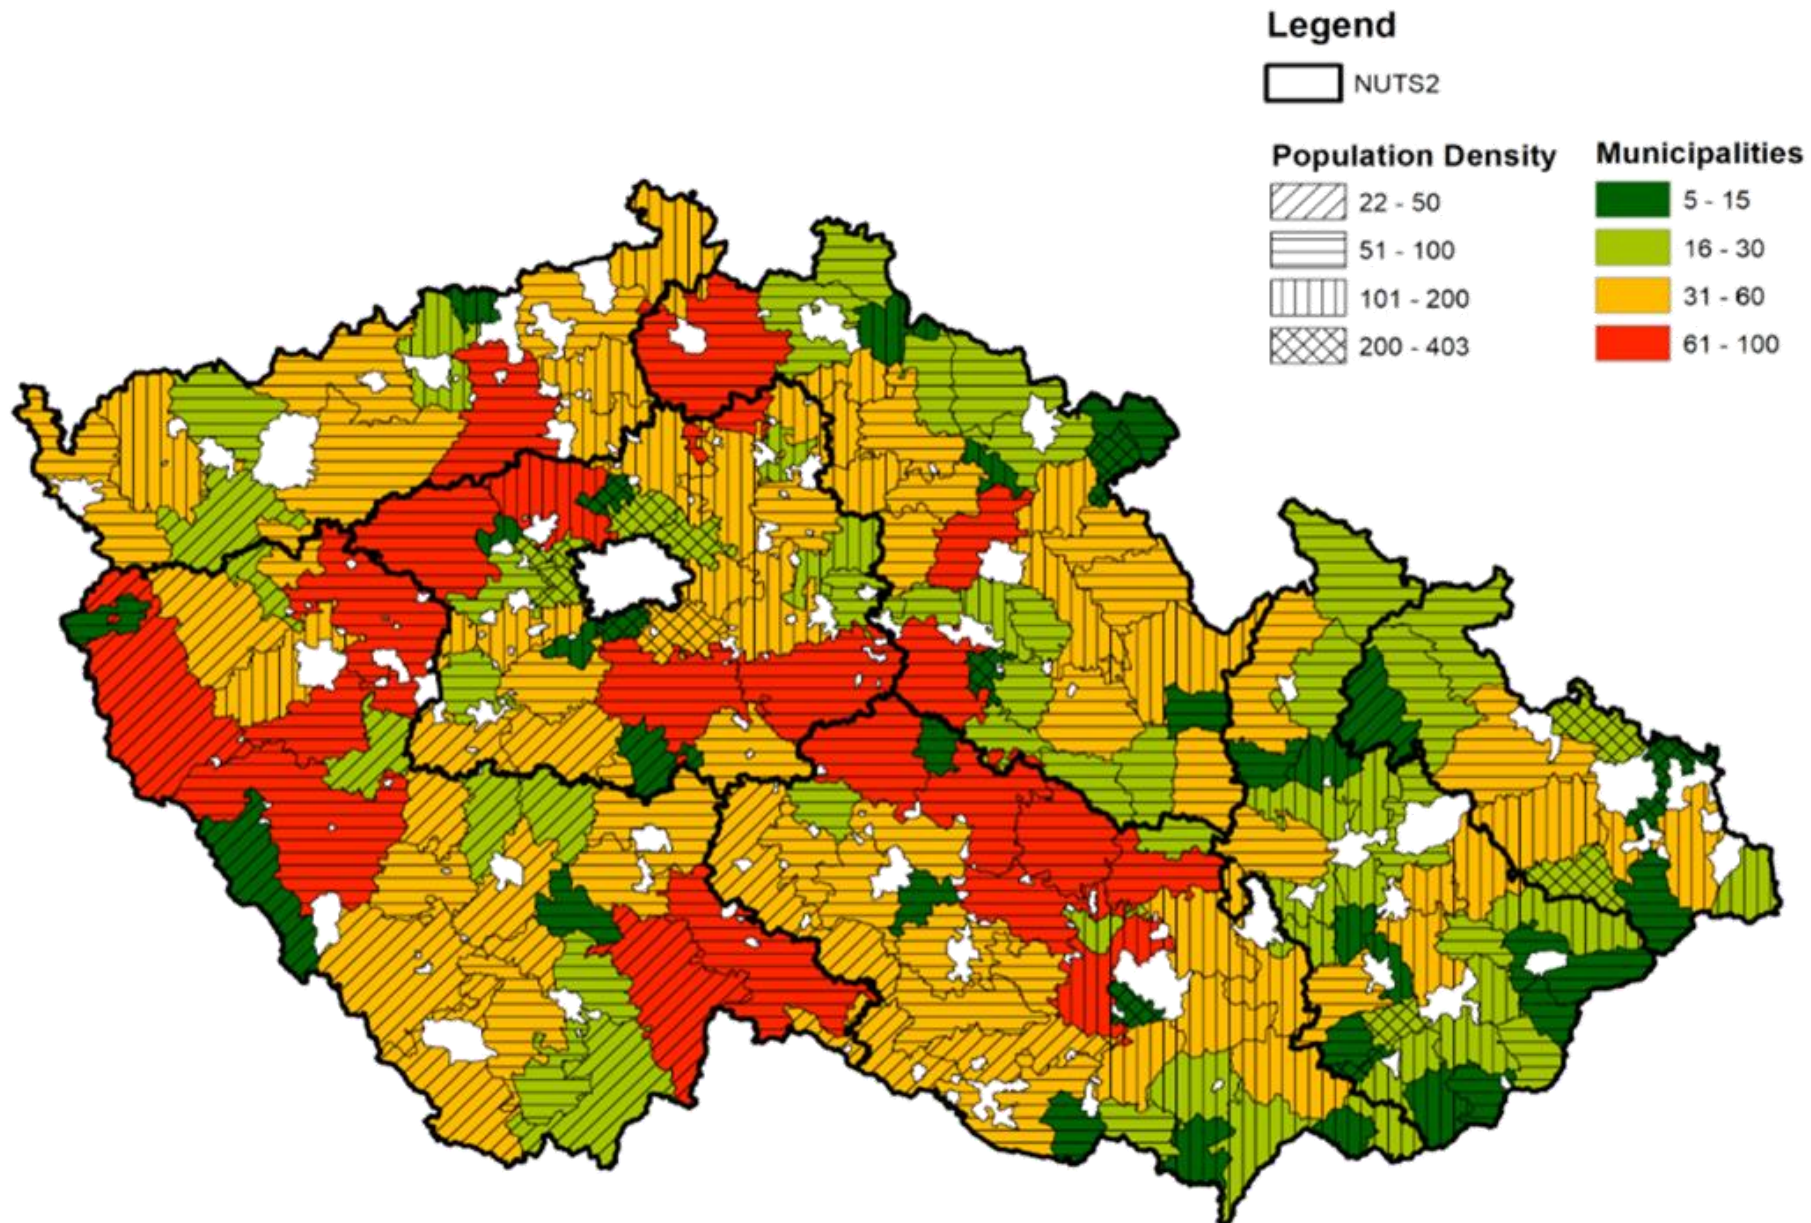 Legend
NUTS2
Population Density
22 - 50
51 - 100
101 - 200
200 - 403
Municipalities
5 - 15
16 - 30
31 - 60
61 - 100